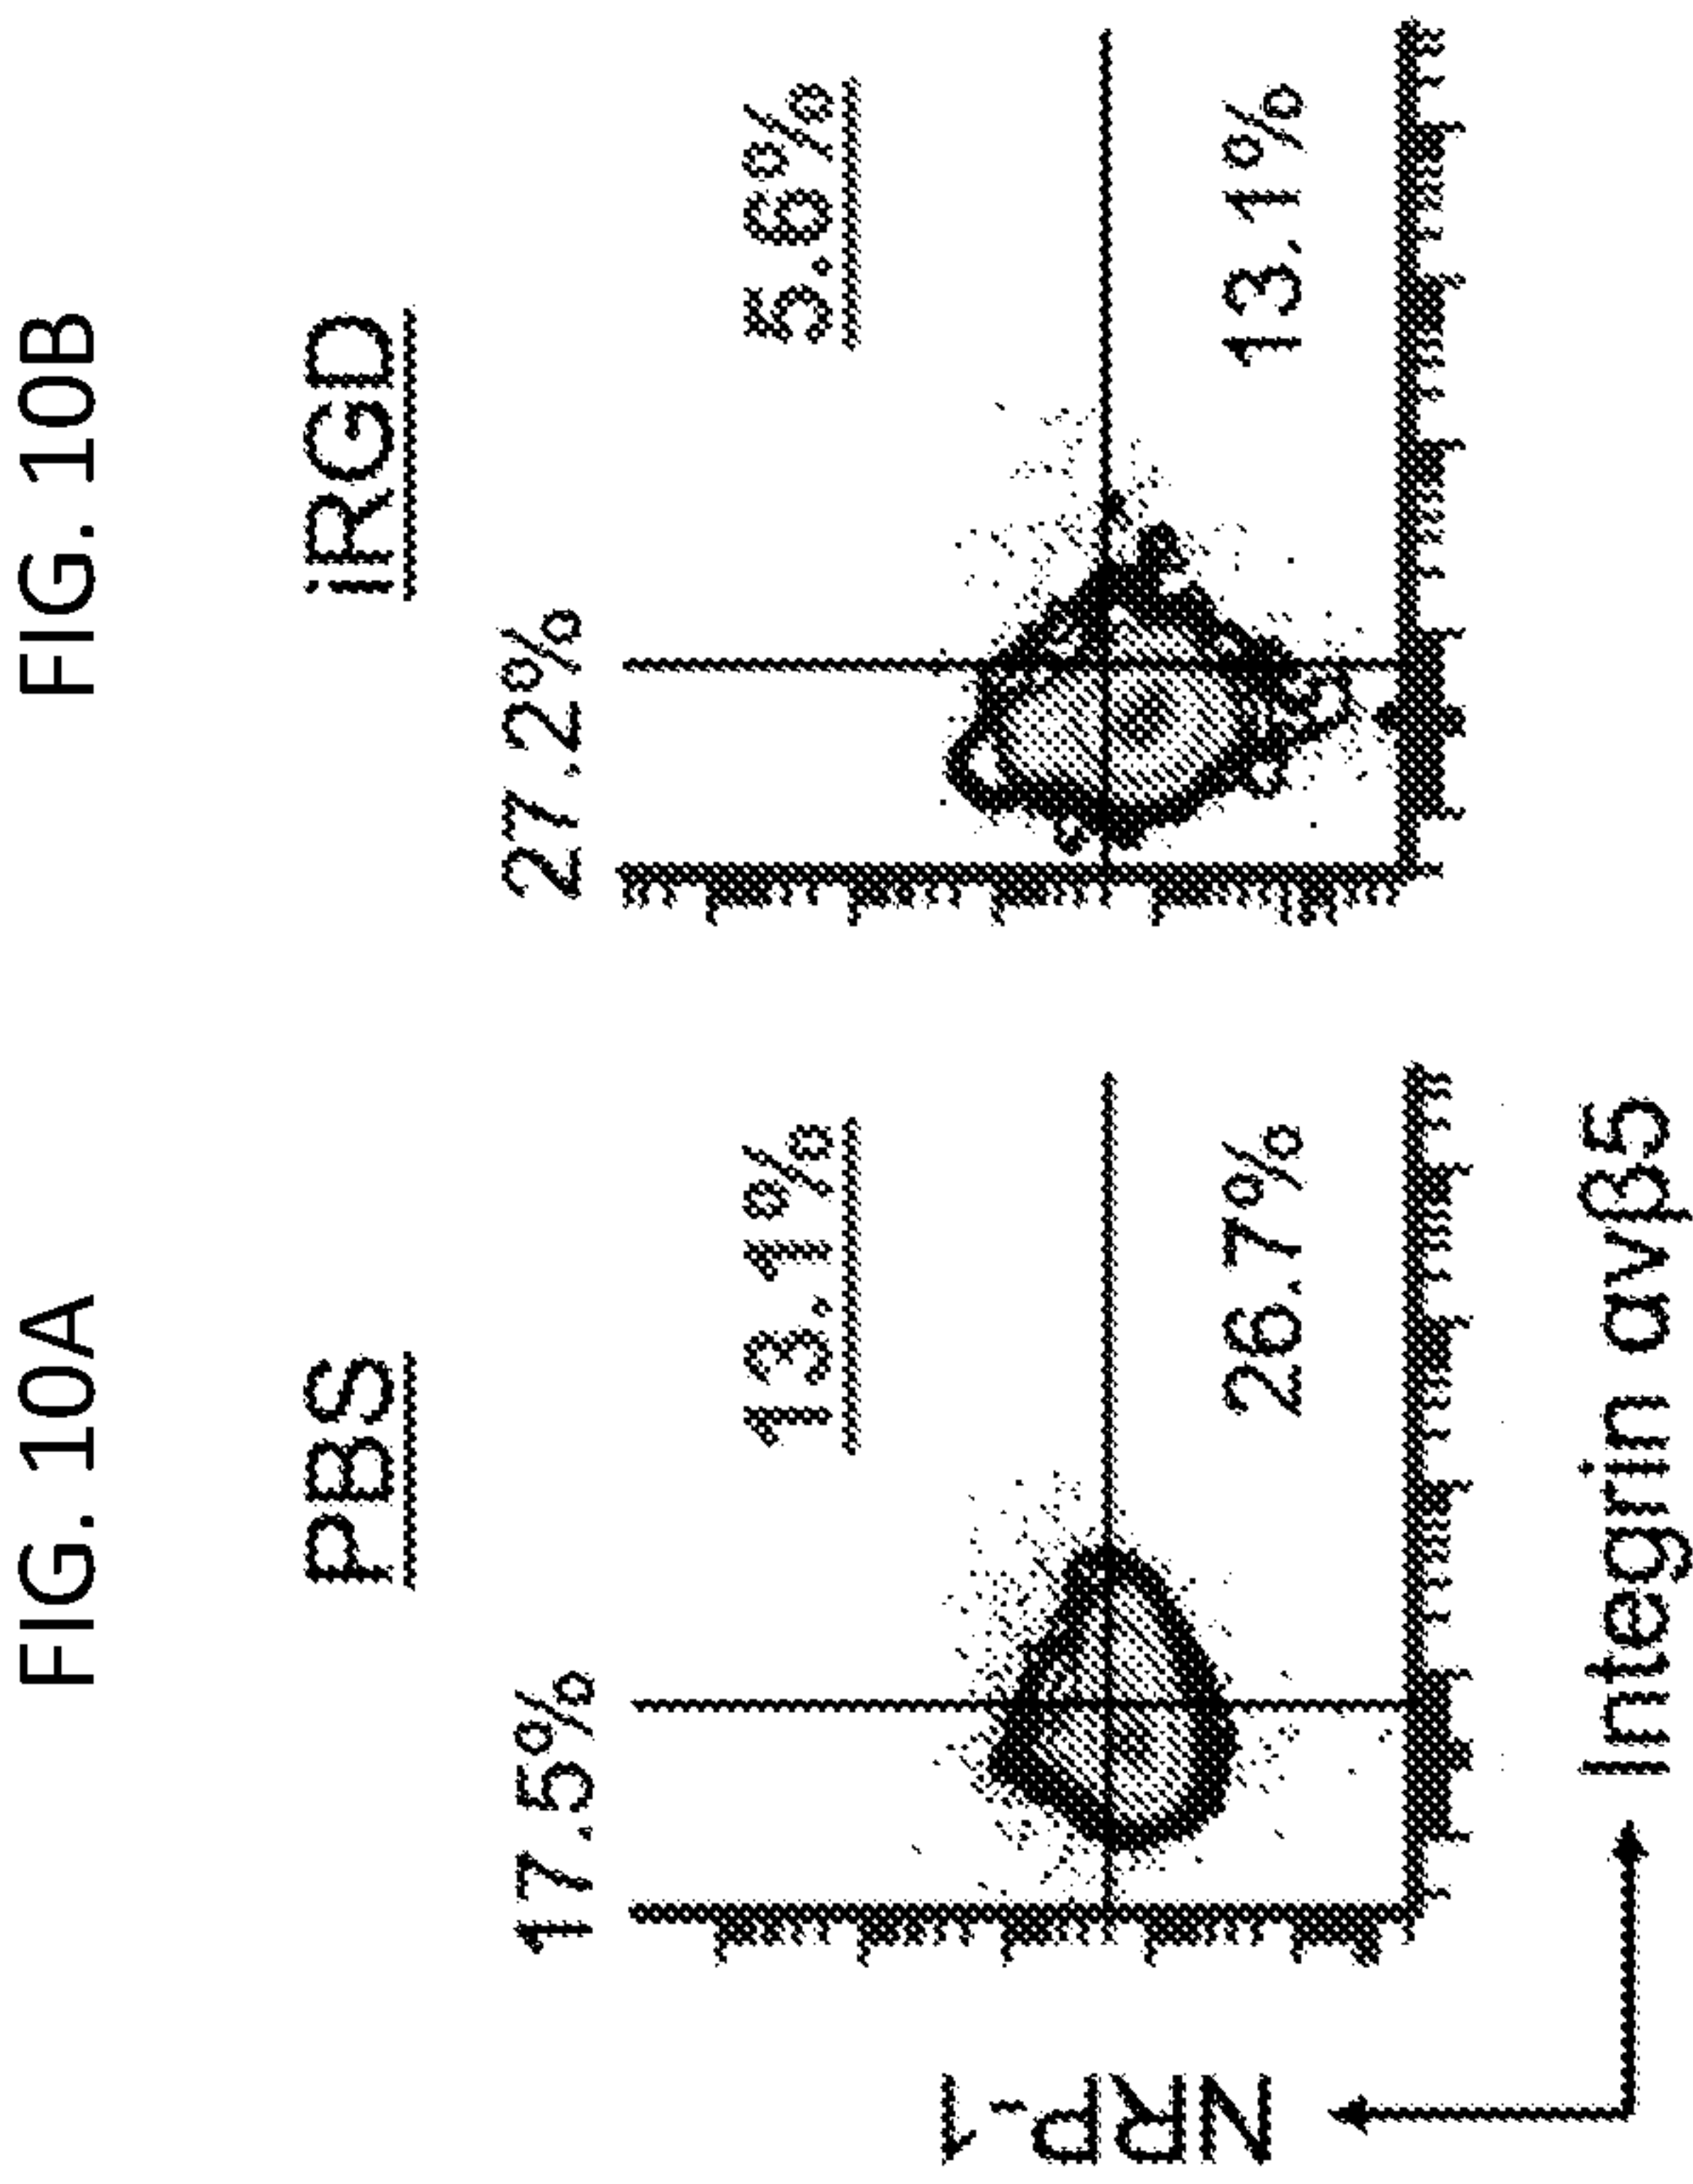 FIG. 10A
PBS
17.5%
13.1%
26.7%
FIG. 10B
iRGD
27.2%
5.6%
13.1%
NRP-1
Integrin αvβ5